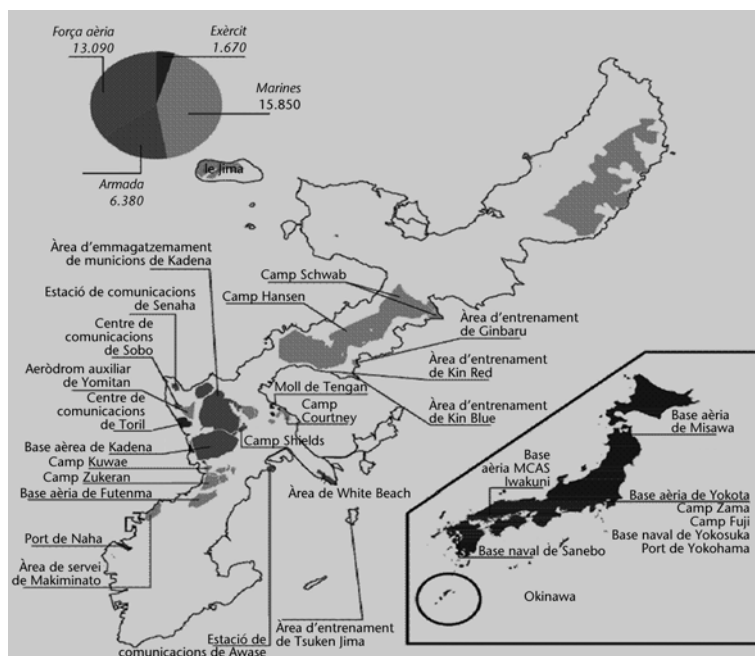 Força aèria
13.090
Exèrcit
1.670
Marines
15.850
Armada
6.380
Ie Jima
Àrea d'emmagatzemament
de municions de Kadena
Estació de comunicacions
de Senaha
Centre de
comunicacions
de Sobo
Aeròdrom auxiliar
de Yomitan
Centre de
comunicacions
de Toril
Base aèrea de Kadena
Camp Kuwae
Camp Zukeran
Base aèria de Futenma
Port de Naha
Àrea de servei
de Makiminato
Camp Schwab
Camp Hansen
Àrea d'entrenament
de Ginbaru
Àrea d'entrenament
de Kin Red
Àrea d'entrenament
de Kin Blue
Moll de Tengan
Camp
Courtney
Camp Shields
Àrea de White Beach
Estació de
comunicacions de Awase
Àrea d'entrenament
de Tsuken Jima
Base aèria
de Misawa
Base
aèria MCAS
Iwakuni
Base aèria de Yokota
Camp Zama
Camp Fuji
Base naval de Yokosuka
Port de Yokohama
Base naval de Sanebo
Okinawa